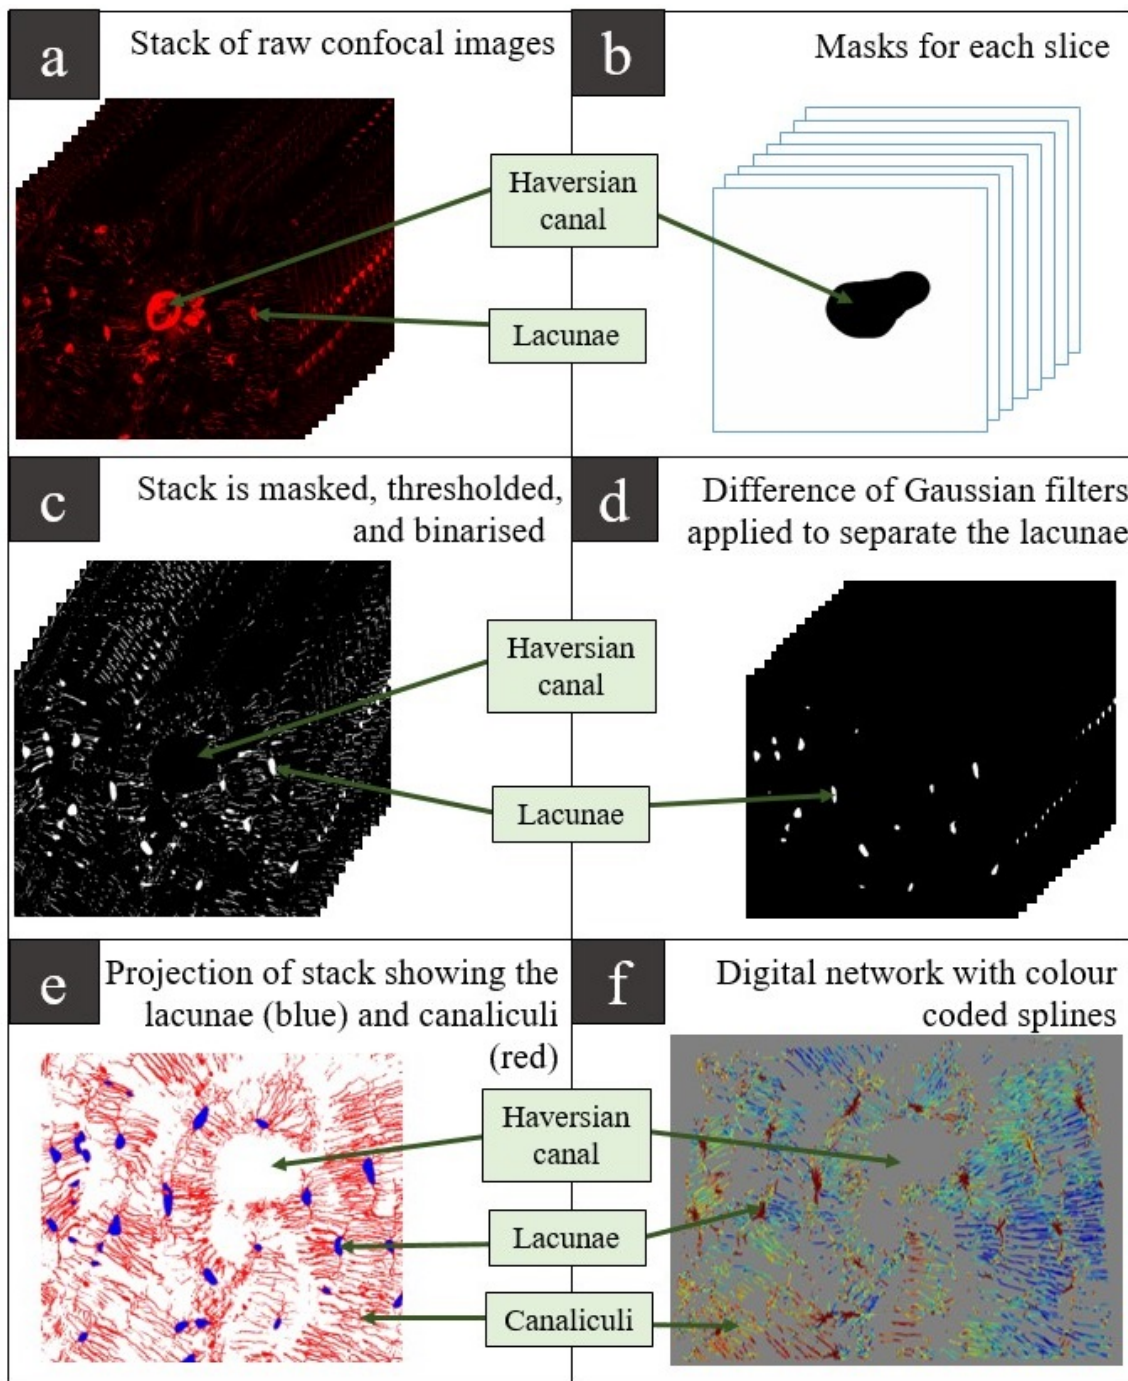 a
Stack of raw confocal images
b
Masks for each slice
Haversian
canal
Lacunae
c
Stack is masked, thresholded,
and binarised
d
Difference of Gaussian filters
applied to separate the lacunae
Haversian
canal
Lacunae
e
Projection of stack showing the
lacunae (blue) and canaliculi
(red)
f
Digital network with colour
coded splines
Haversian
canal
Lacunae
Canaliculi